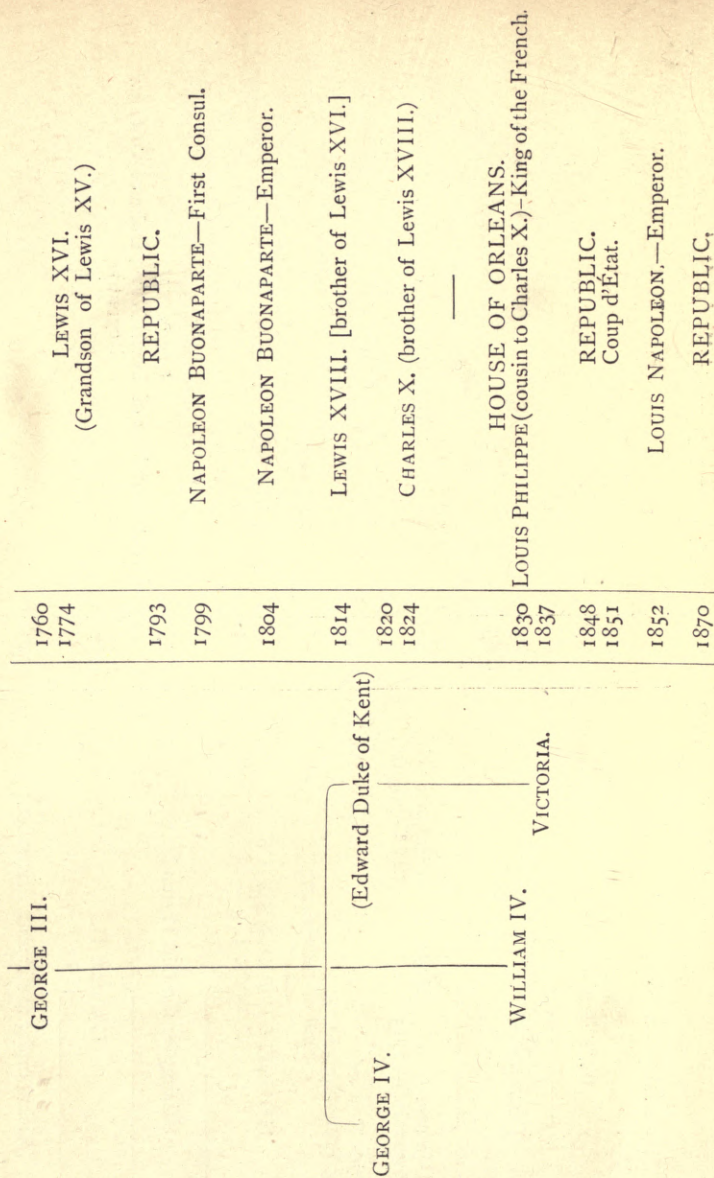 GEORGE III.
1760
1774
LEWIS XVI.
(Grandson of Lewis XV.)
1793
REPUBLIC.
1799
NAPOLEON BUONAPARTE—First Consul.
1804
NAPOLEON BUONAPARTE—Emperor.
1814
LEWIS XVIII. [brother of Lewis XVI.]
(Edward Duke of Kent)
GEORGE IV.
1820
1824
CHARLES X. (brother of Lewis XVIII.)
HOUSE OF ORLEANS.
WILLIAM IV.
1830
LOUIS PHILIPPE (cousin to Charles X.)–King of the French.
VICTORIA.
1837
1848
REPUBLIC.
1851
Coup d'État.
1852
LOUIS NAPOLEON.—Emperor.
1870
REPUBLIC.